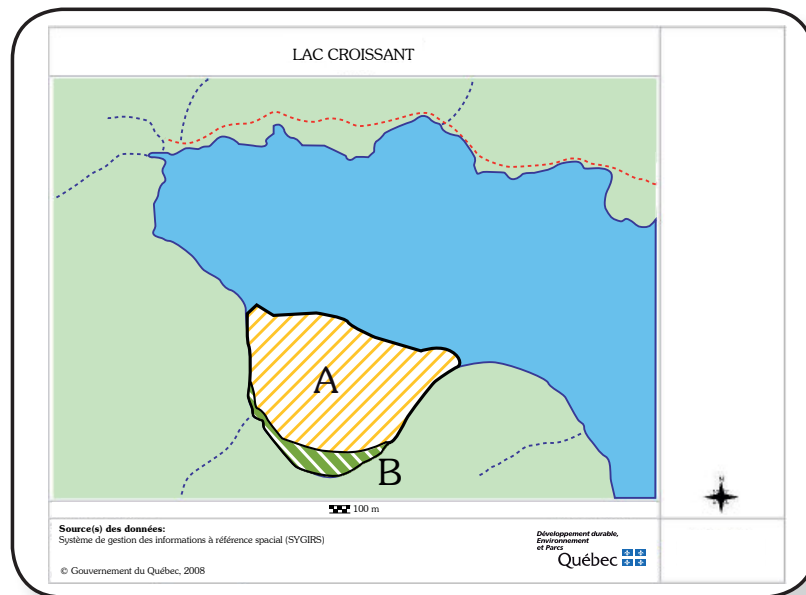 LAC CROISSANT
A
B
N
100 m
Source(s) des données:
Système de gestion des informations à référence spacial (SYGIRS)
© Gouvernement du Québec, 2008
Développement durable,
Environnement
et Parcs
Québec